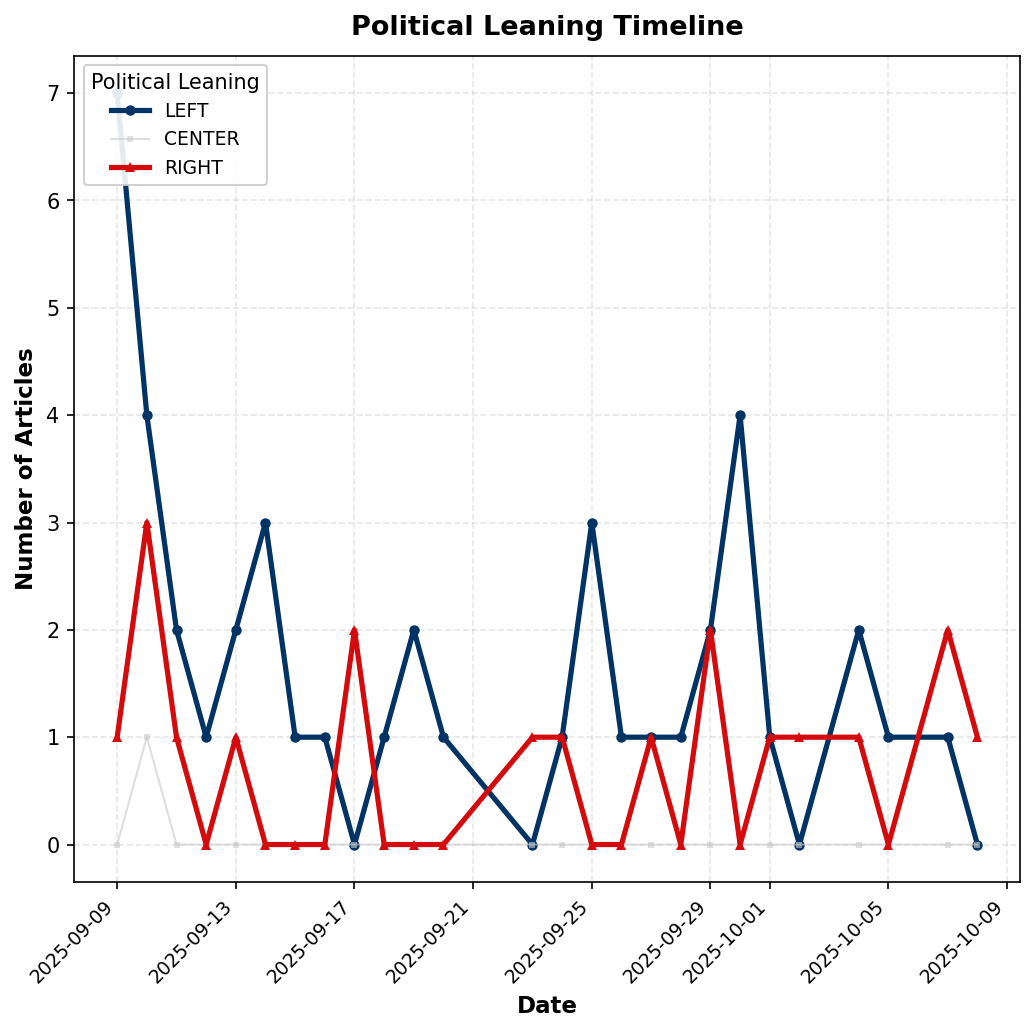 Political Leaning Timeline
Political Leaning
LEFT
CENTER
RIGHT
Number of Articles
7
6
5
4
3
2
1
0
2025-09-09
2025-09-13
2025-09-17
2025-09-21
2025-09-25
2025-09-29
2025-10-01
2025-10-05
2025-10-09
Date